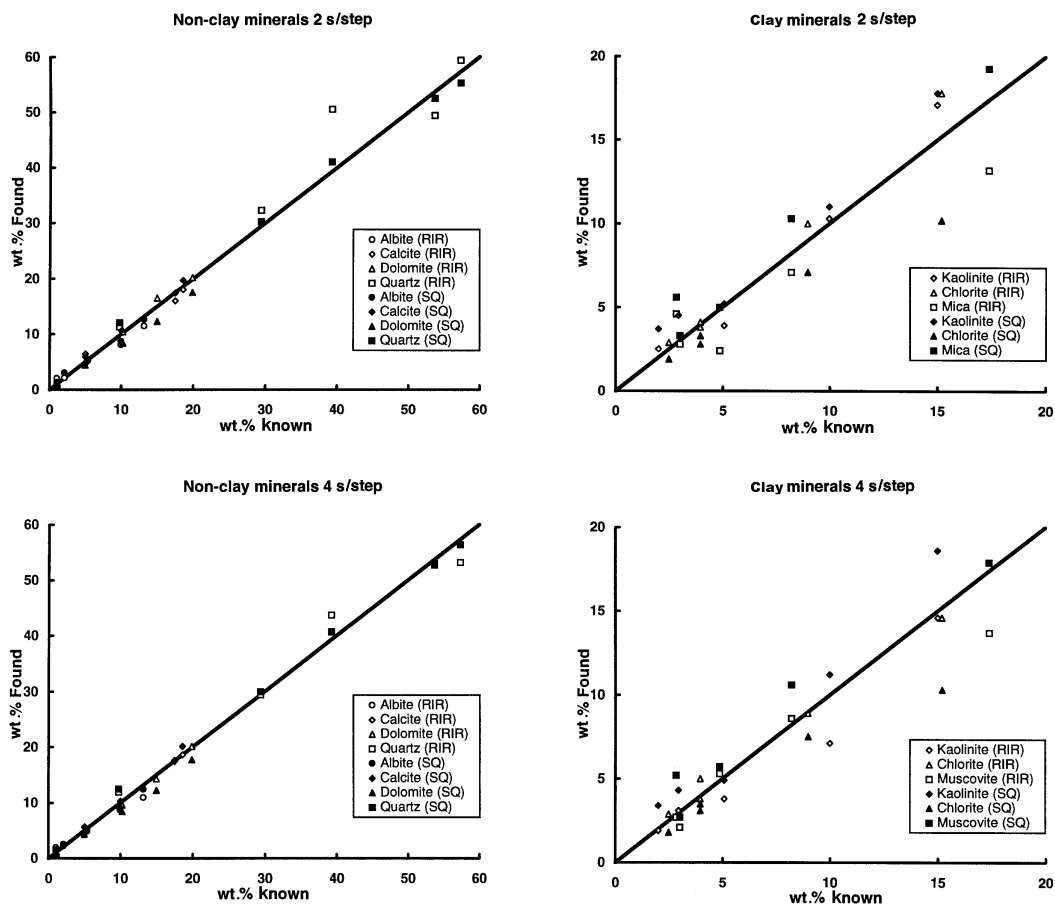 Non-clay minerals 2 s/step
60
50
40
30
20
10
0
wt.% Found
0 10 20 30 40 50 60
wt.% known
Albite (RIR)
Calcite (RIR)
Dolomite (RIR)
Quartz (RIR)
Albite (SQ)
Calcite (SQ)
Dolomite (SQ)
Quartz (SQ)
Clay minerals 2 s/step
20
15
10
5
0
wt.% Found
0 5 10 15 20
wt.% known
Kaolinite (RIR)
Chlorite (RIR)
Mica (RIR)
Kaolinite (SQ)
Chlorite (SQ)
Mica (SQ)
Non-clay minerals 4 s/step
60
50
40
30
20
10
0
wt.% Found
0 10 20 30 40 50 60
wt.% known
Albite (RIR)
Calcite (RIR)
Dolomite (RIR)
Quartz (RIR)
Albite (SQ)
Calcite (SQ)
Dolomite (SQ)
Quartz (SQ)
Clay minerals 4 s/step
20
15
10
5
0
wt.% Found
0 5 10 15 20
wt.% known
Kaolinite (RIR)
Chlorite (RIR)
Muscovite (RIR)
Kaolinite (SQ)
Chlorite (SQ)
Muscovite (SQ)